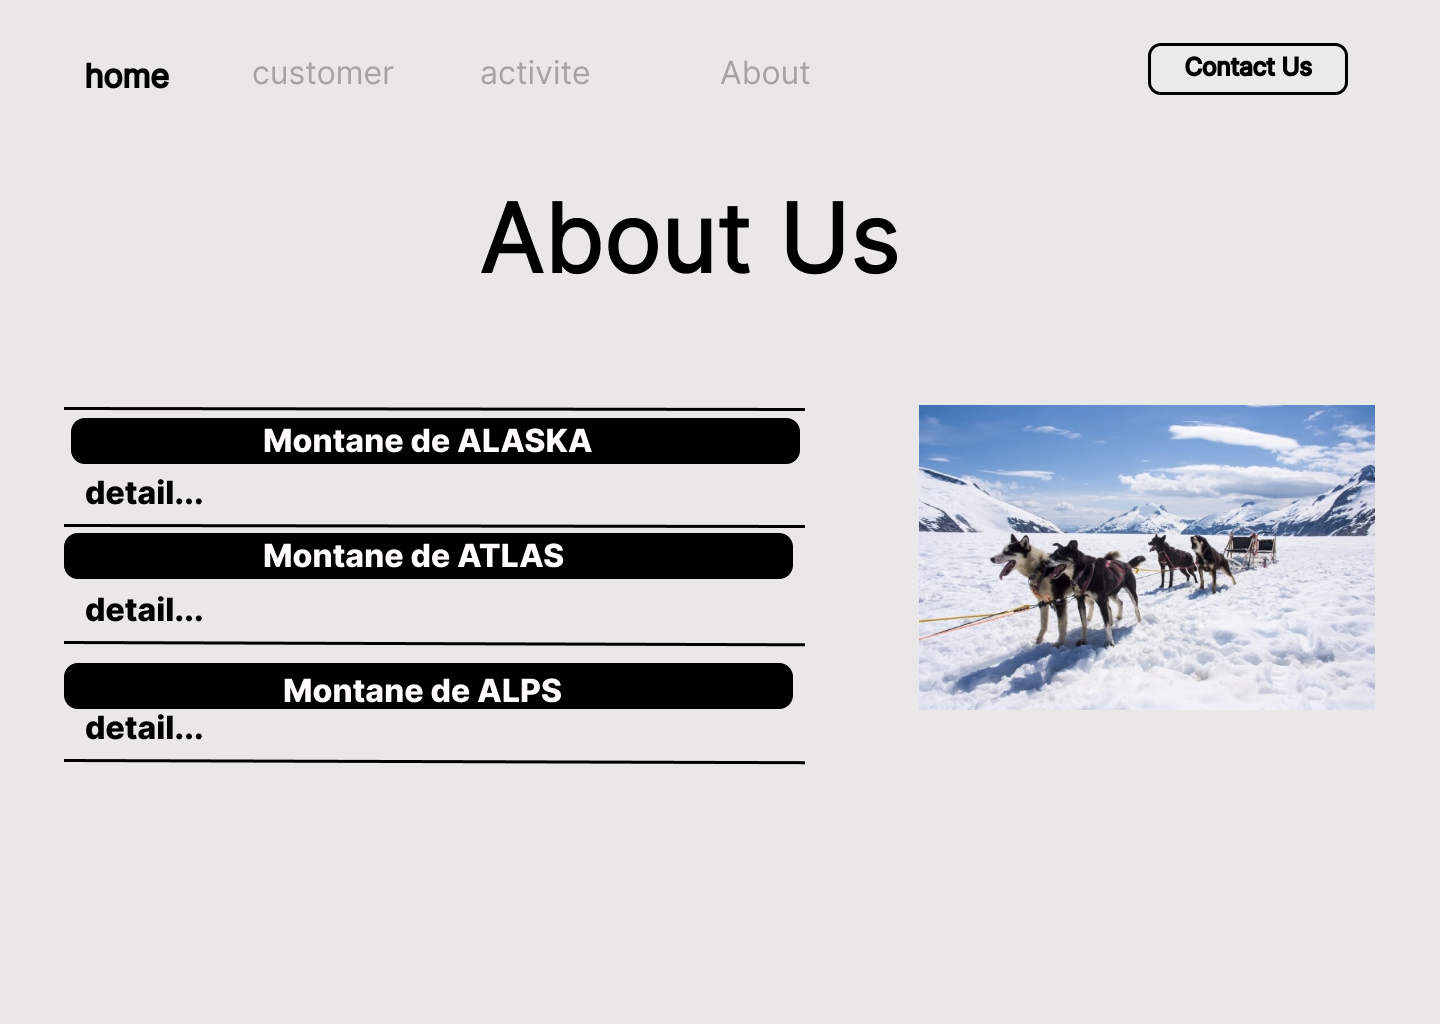 home customer activite About Contact Us
About Us
Montane de ALASKA
detail...
Montane de ATLAS
detail...
Montane de ALPS
detail...